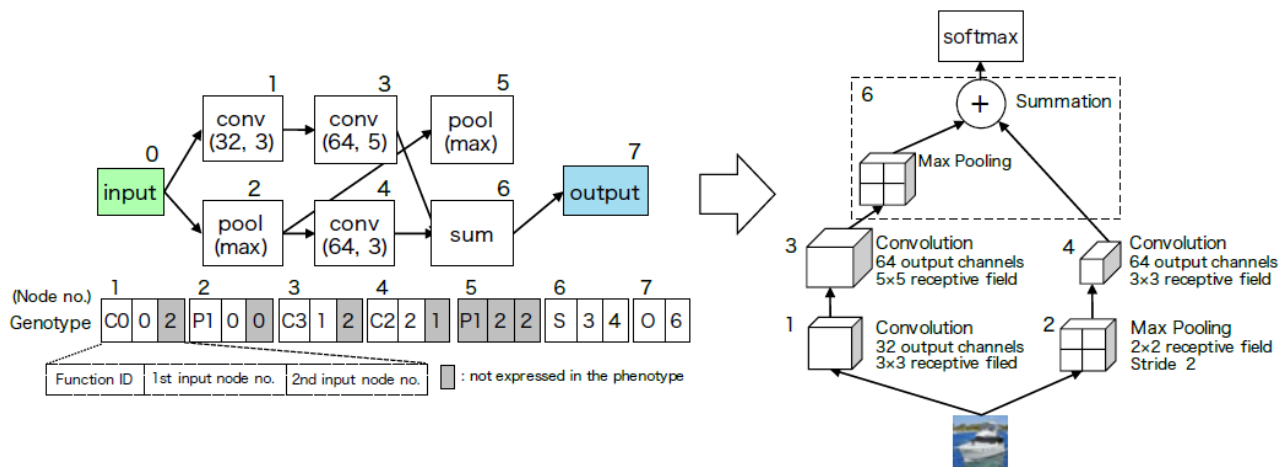 1
3
5
conv
(32, 3)
conv
(64, 5)
pool
(max)
0
input
2
4
6
7
pool
(max)
conv
(64, 3)
sum
output
(Node no.)
1 2 3 4 5 6 7
Genotype
C0 0 2 P1 0 0 C3 1 2 C2 2 1 P1 2 2 S 3 4 O 6
Function ID 1st input node no. 2nd input node no.
: not expressed in the phenotype
softmax
6
+
Summation
Max Pooling
3
Convolution
64 output channels
5×5 receptive field
4
Convolution
64 output channels
3×3 receptive field
1
Convolution
32 output channels
3×3 receptive filed
2
Max Pooling
2×2 receptive field
Stride 2